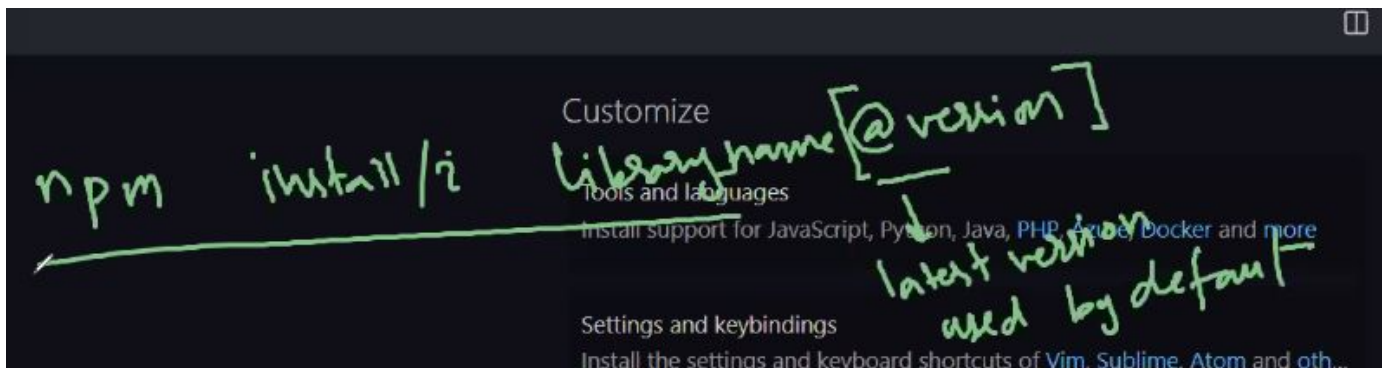 Customize
npm install/i libraryname[@version]
Tools and languages
Install support for JavaScript, Python, Java, PHP, Azure, Docker and more
latest version
used by default
Settings and keybindings
Install the settings and keyboard shortcuts of Vim, Sublime, Atom and oth...